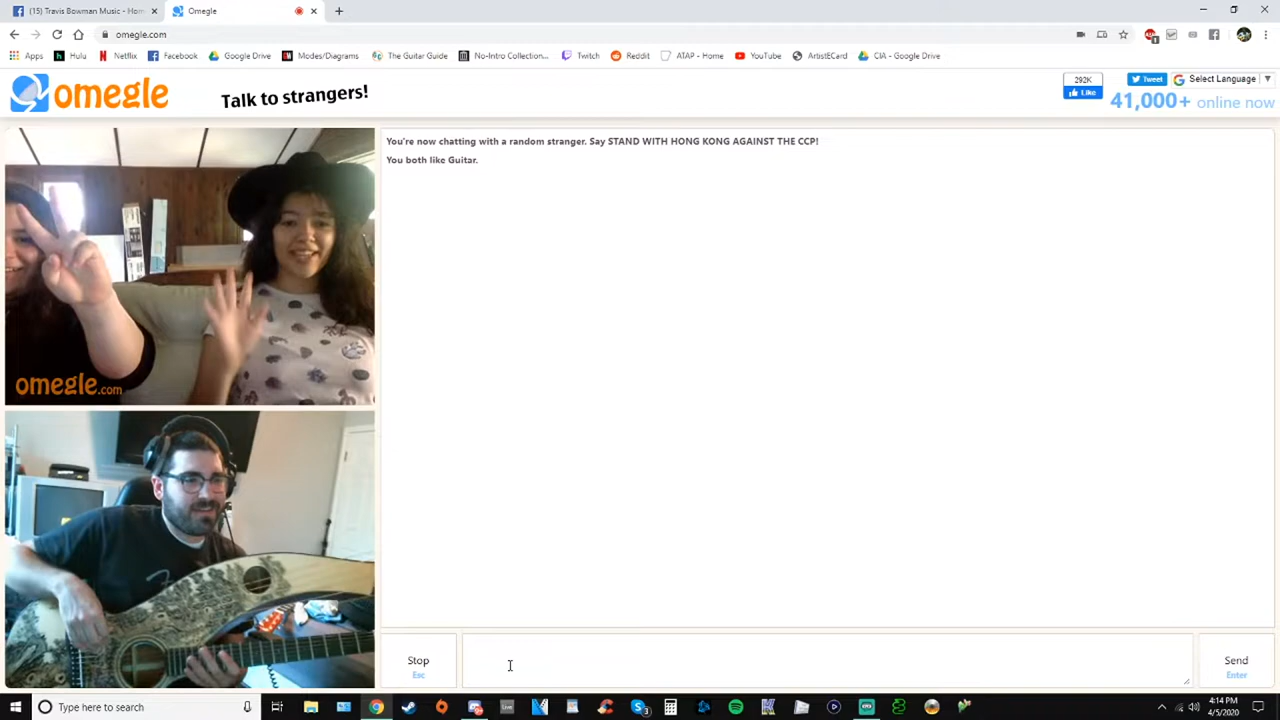 (15) Travis Bowman Music - Hom
Omegle
omegle.com
Apps
Hulu
Netflix
Facebook
Google Drive
Modes/Diagrams
The Guitar Guide
No-Intro Collection...
Twitch
Reddit
ATAP - Home
YouTube
ArtistECard
CIA - Google Drive
omegle
Talk to strangers!
292K
Like
Tweet
Select Language
41,000+ online now
You're now chatting with a random stranger. Say STAND WITH HONG KONG AGAINST THE CCP!
You both like Guitar.
omegle.com
Stop
Esc
Send
Enter
Type here to search
Live
4:14 PM
4/5/2020